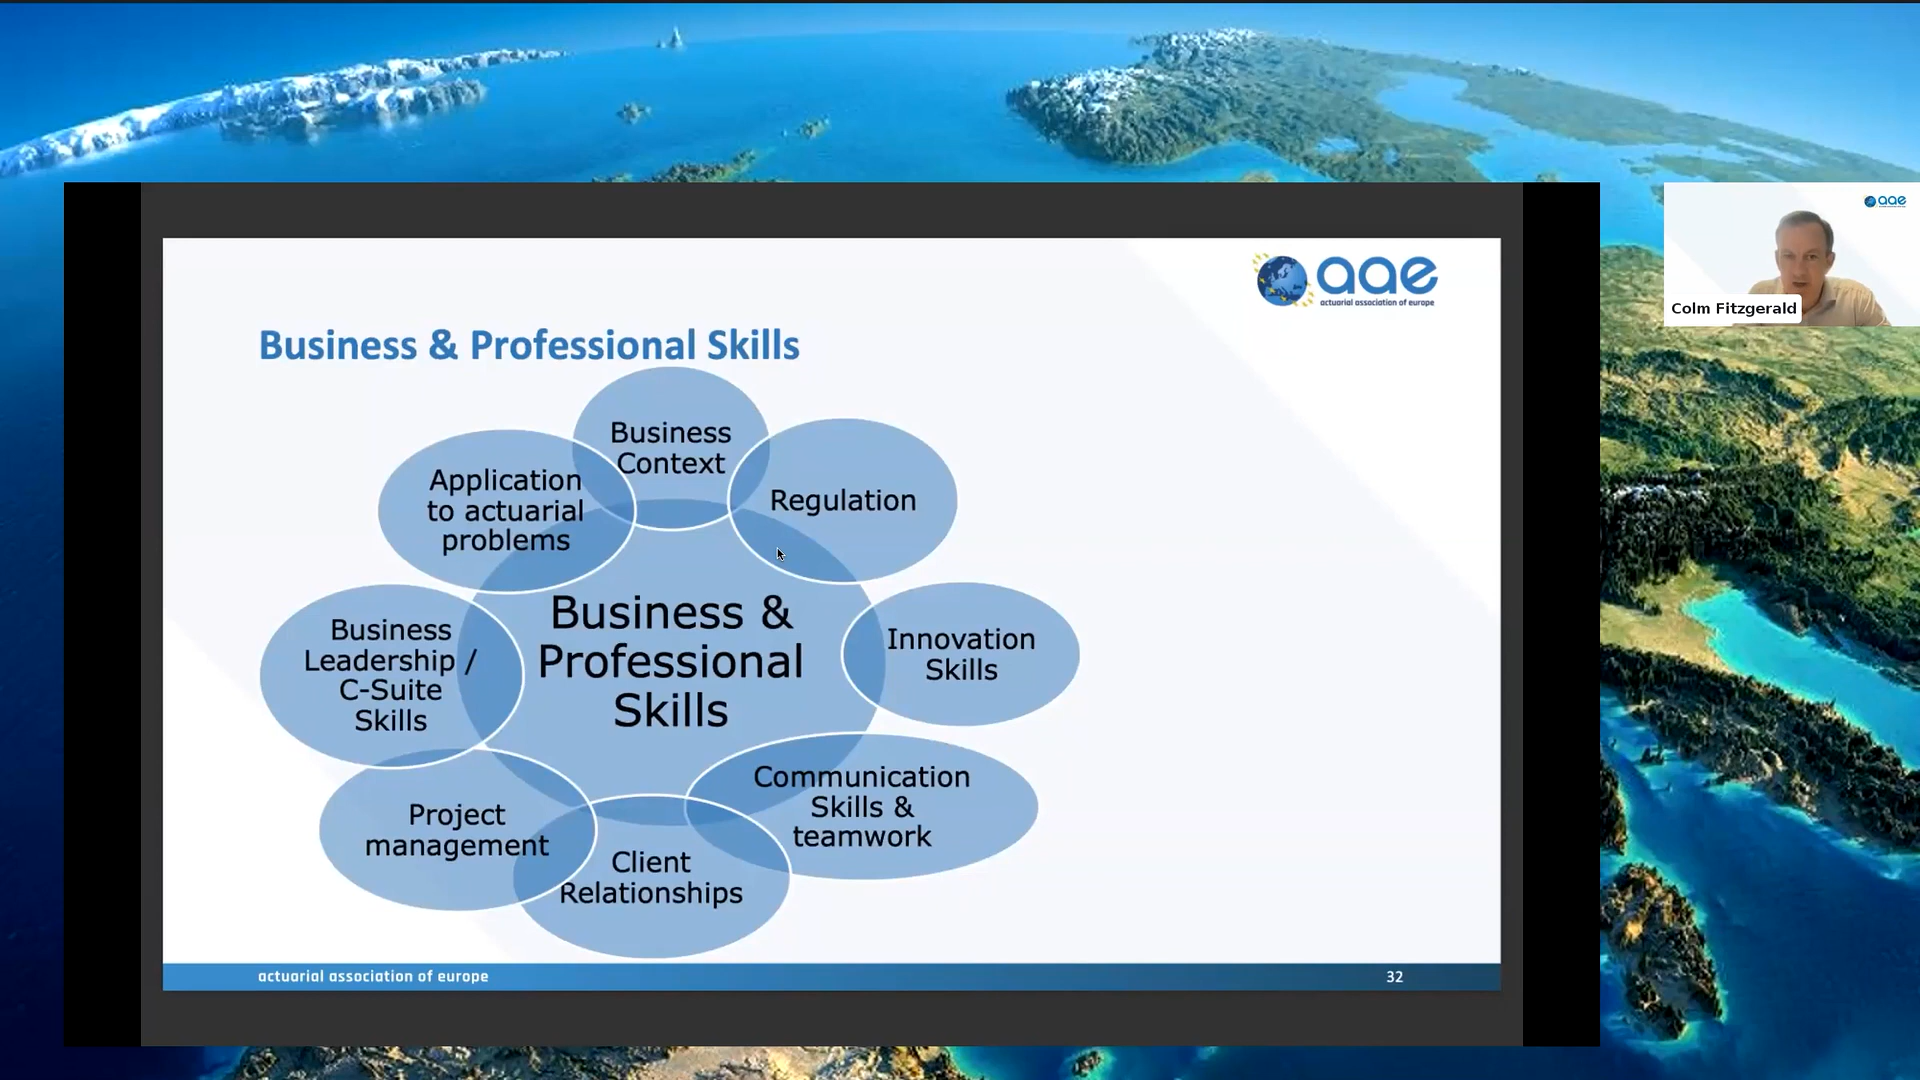 aae
actuarial association of europe
aae
Colm Fitzgerald
Business & Professional Skills
Business
Context
Regulation
Innovation
Skills
Communication
Skills &
teamwork
Client
Relationships
Project
management
Business
Leadership /
C-Suite
Skills
Application
to actuarial
problems
Business &
Professional
Skills
actuarial association of europe
32